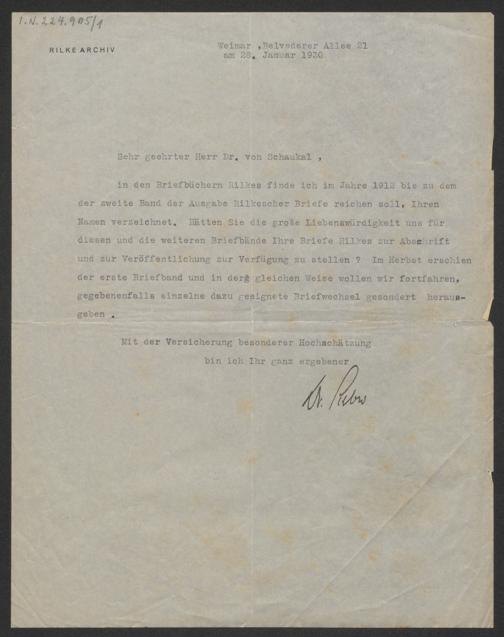 I.N. 224.905/1
RILKE ARCHIV
Weimar ,Belvederer Allee 21
am 28. Januar 1930
Sehr geehrter Herr Dr. von Schaukal ,
in den Briefbüchern Rilkes finde ich im Jahre 1912 bis zu dem
der zweite Band der Ausgabe Rilkescher Briefe reichen soll, Ihren
Namen verzeichnet. Hätten Sie die große Liebenswürdigkeit uns für
diesen und die weiteren Briefbände Ihre Briefe Rilkes zur Abschrift
und zur Veröffentlichung zur Verfügung zu stellen ? Im Herbst erschien
der erste Briefband und in der gleichen Weise wollen wir fortfahren,
gegebenenfalls einzelne dazu geeignete Briefwechsel gesondert heraus-
geben .
Mit der Versicherung besonderer Hochschätzung
bin ich Ihr ganz ergebener
Dr.